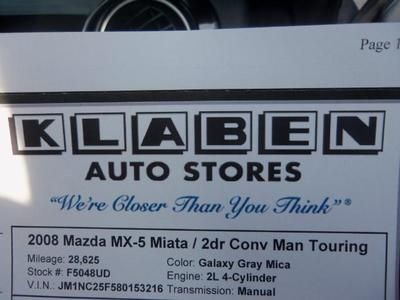 Page 1
KLABEN
AUTO STORES
"We're Closer Than You Think"®
2008 Mazda MX-5 Miata / 2dr Conv Man Touring
Mileage: 28,625 Color: Galaxy Gray Mica
Stock #: F5048UD Engine: 2L 4-Cylinder
V.I.N.: JM1NC25F580153216 Transmission: Manual